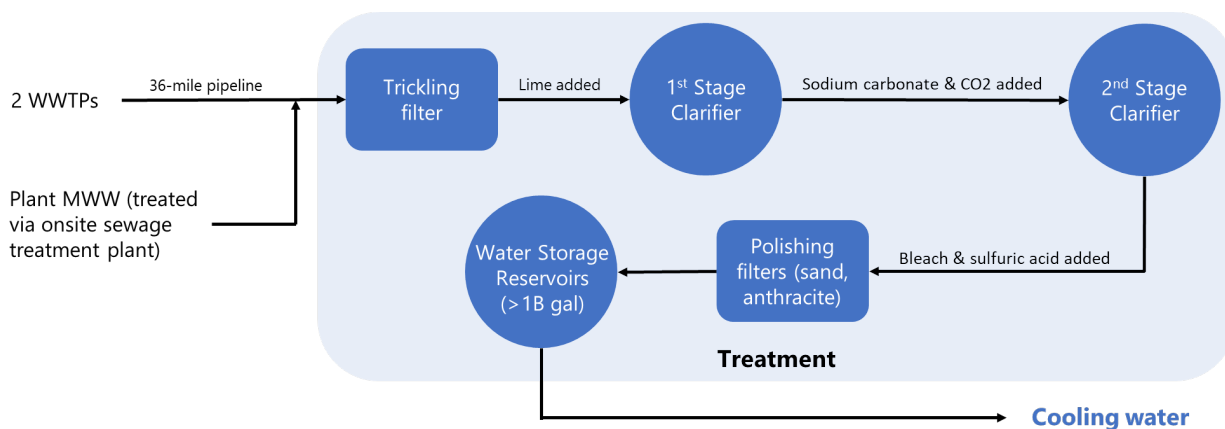 2 WWTPs
36-mile pipeline
Trickling
filter
Lime added
1st Stage
Clarifier
Sodium carbonate & CO2 added
2nd Stage
Clarifier
Plant MWW (treated
via onsite sewage
treatment plant)
Water Storage
Reservoirs
(>1B gal)
Polishing
filters (sand,
anthracite)
Bleach & sulfuric acid added
Treatment
Cooling water